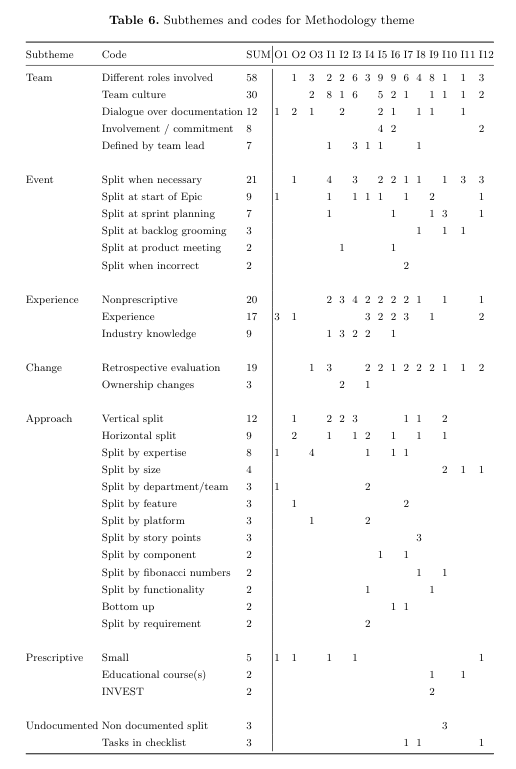 Table 6. Subthemes and codes for Methodology theme
Subtheme Code SUM O1 O2 O3 I1 I2 I3 I4 I5 I6 I7 I8 I9 I10 I11 I12
Team Different roles involved 58 1 3 2 2 6 3 9 9 6 4 8 1 1 3
Team culture 30 2 8 1 6 5 2 1 1 1 1 2
Dialogue over documentation 12 1 2 1 2 2 1 1 1 1
Involvement / commitment 8 4 2 2
Defined by team lead 7 1 3 1 1 1
Event Split when necessary 21 1 4 3 2 2 1 1 1 3 3
Split at start of Epic 9 1 1 1 1 1 1 2 1
Split at sprint planning 7 1 1 1 3 1
Split at backlog grooming 3 1 1 1
Split at product meeting 2 1 1
Split when incorrect 2 2
Experience Nonprescriptive 20 2 3 4 2 2 2 2 1 1 1
Experience 17 3 1 3 2 2 3 1 2
Industry knowledge 9 1 3 2 2 1
Change Retrospective evaluation 19 1 3 2 2 1 2 2 2 1 1 2
Ownership changes 3 2 1
Approach Vertical split 12 1 2 2 3 1 1 2
Horizontal split 9 2 1 1 2 1 1 1
Split by expertise 8 1 4 1 1 1
Split by size 4 2 1 1
Split by department/team 3 1 2
Split by feature 3 1 2
Split by platform 3 1 2
Split by story points 3 3
Split by component 2 1 1
Split by fibonacci numbers 2 1 1
Split by functionality 2 1 1
Bottom up 2 1 1
Split by requirement 2 2
Prescriptive Small 5 1 1 1 1 1
Educational course(s) 2 1 1
INVEST 2 2
Undocumented Non documented split 3 3
Tasks in checklist 3 1 1 1